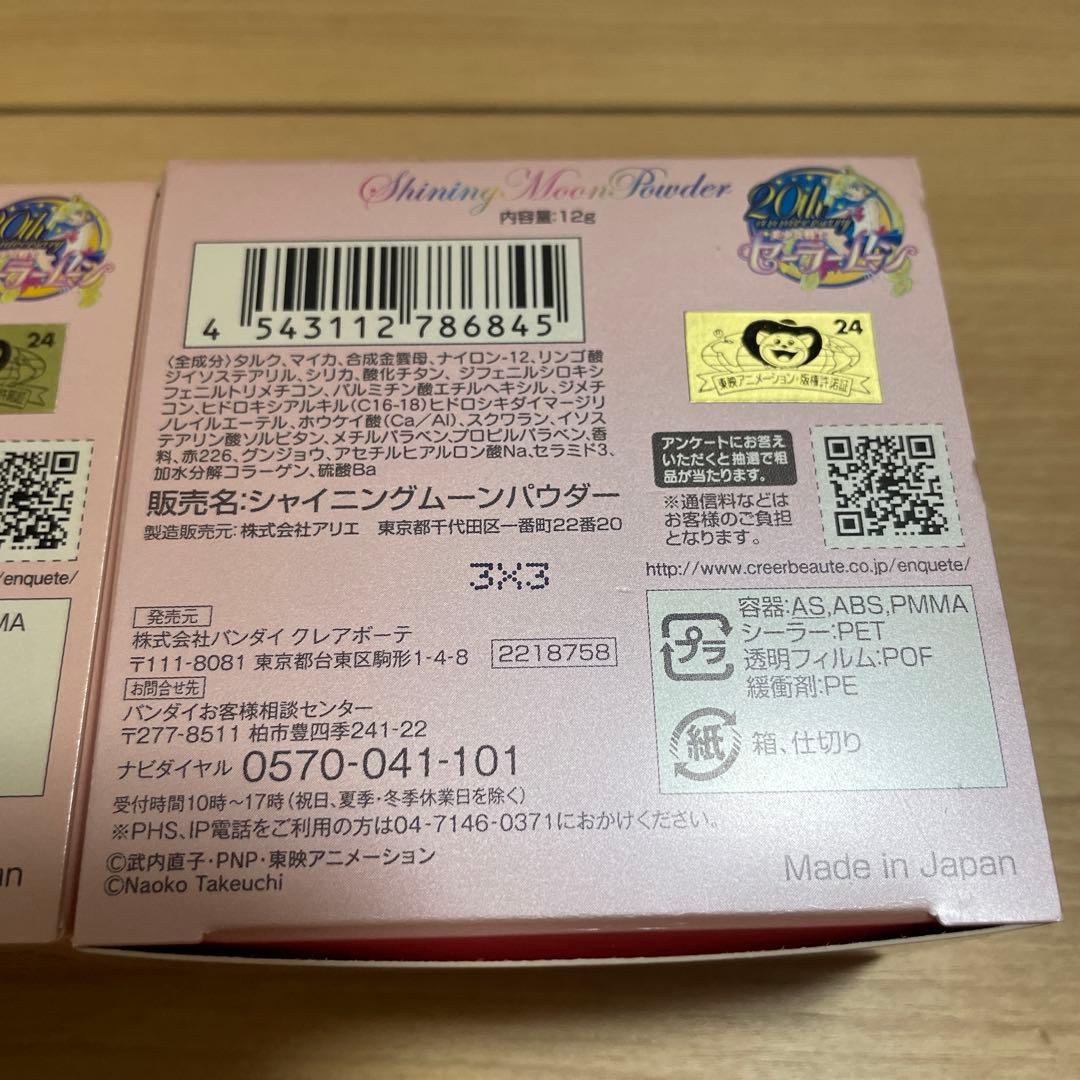 Shining Moon Powder
内容量:12g
20th
anniversary
セーラームーン
4 543112 786845
〈全成分〉タルク、マイカ、合成金雲母、ナイロン-12、リンゴ酸
ジイソステアリル、シリカ、酸化チタン、ジフェニルシロキシ
フェニルトリメチコン、パルミチン酸エチルヘキシル、ジメチ
コン、ヒドロキシアルキル(C16-18)ヒドロシキダイマージリ
ノレイルエーテル、ホウケイ酸(Ca/Al)、スクワラン、イソス
テアリン酸ソルビタン、メチルパラベン,プロピルパラベン、香
料、赤226、グンジョウ、アセチルヒアルロン酸Na、セラミド3、
加水分解コラーゲン、硫酸Ba
販売名:シャイニングムーンパウダー
製造販売元:株式会社アリエ 東京都千代田区一番町22番20
3X3
24
東映アニメーション・版権許諾証
アンケートにお答え
いただくと抽選で粗
品が当たります。
※通信料などは
お客様のご負担
となります。
http://www.creerbeaute.co.jp/enquete/
発売元
株式会社バンダイ クレアボーテ
〒111-8081 東京都台東区駒形1-4-8
2218758
お問合せ先
バンダイお客様相談センター
〒277-8511 柏市豊四季241-22
ナビダイヤル 0570-041-101
受付時間10時～17時(祝日、夏季・冬季休業日を除く)
※PHS、IP電話をご利用の方は04-7146-0371におかけください。
©武内直子・PNP・東映アニメーション
©Naoko Takeuchi
プラ
容器:AS,ABS,PMMA
シーラー:PET
透明フィルム:POF
緩衝剤:PE
紙
箱、仕切り
Made in Japan
20th
anniversary
ーラームーン
24
/enquete/
MA
an